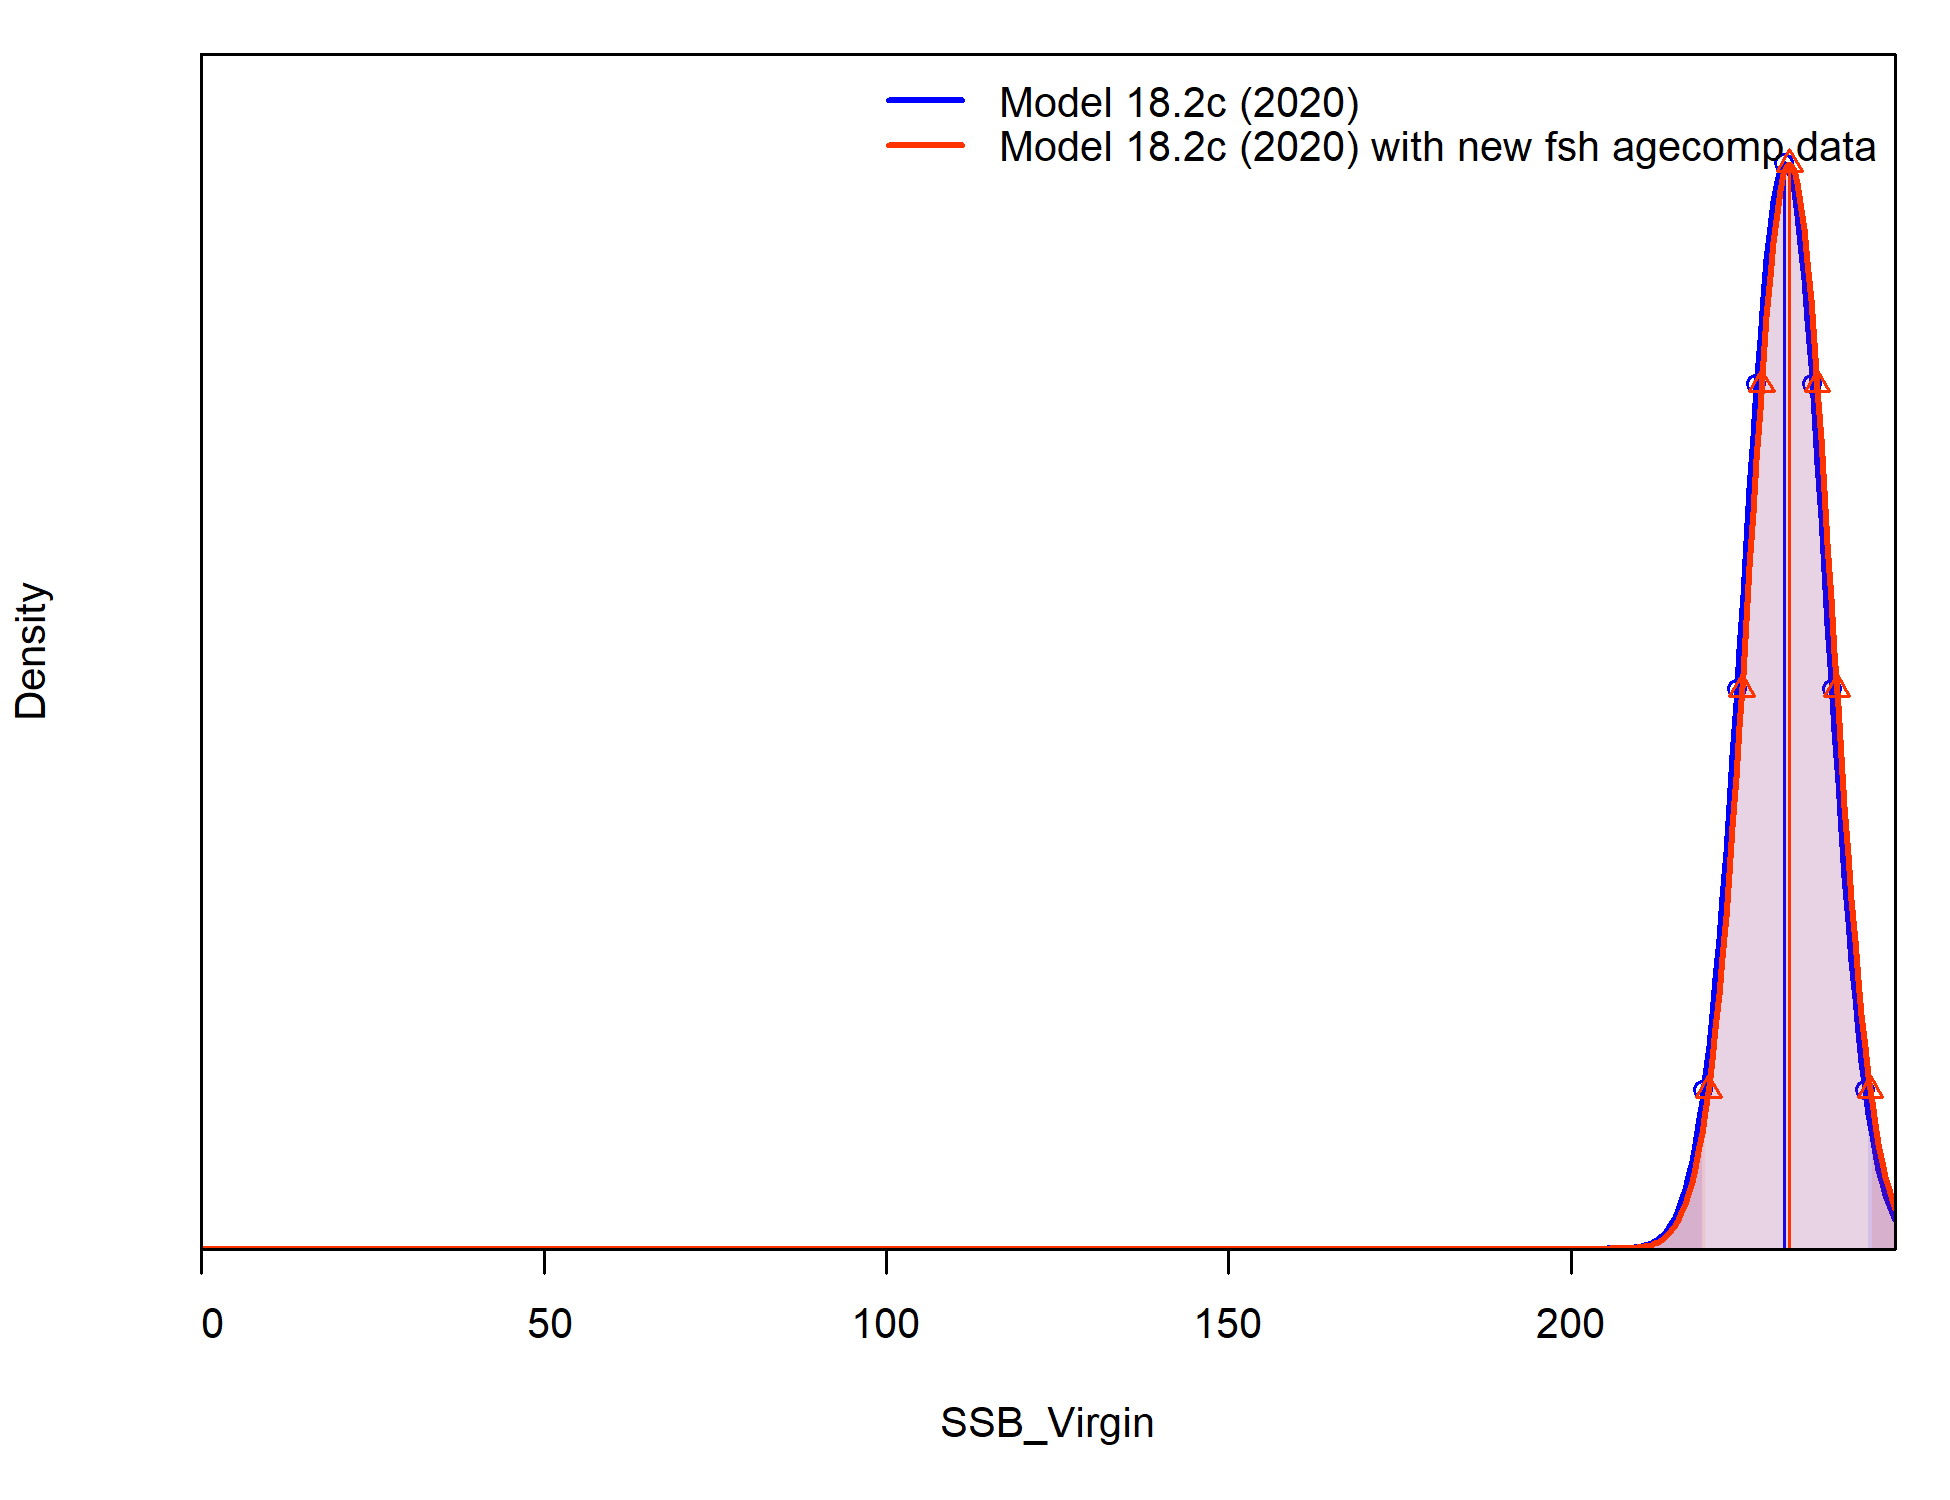 Model 18.2c (2020)
Model 18.2c (2020) with new fsh agecomp data
Density
0 50 100 150 200
SSB_Virgin